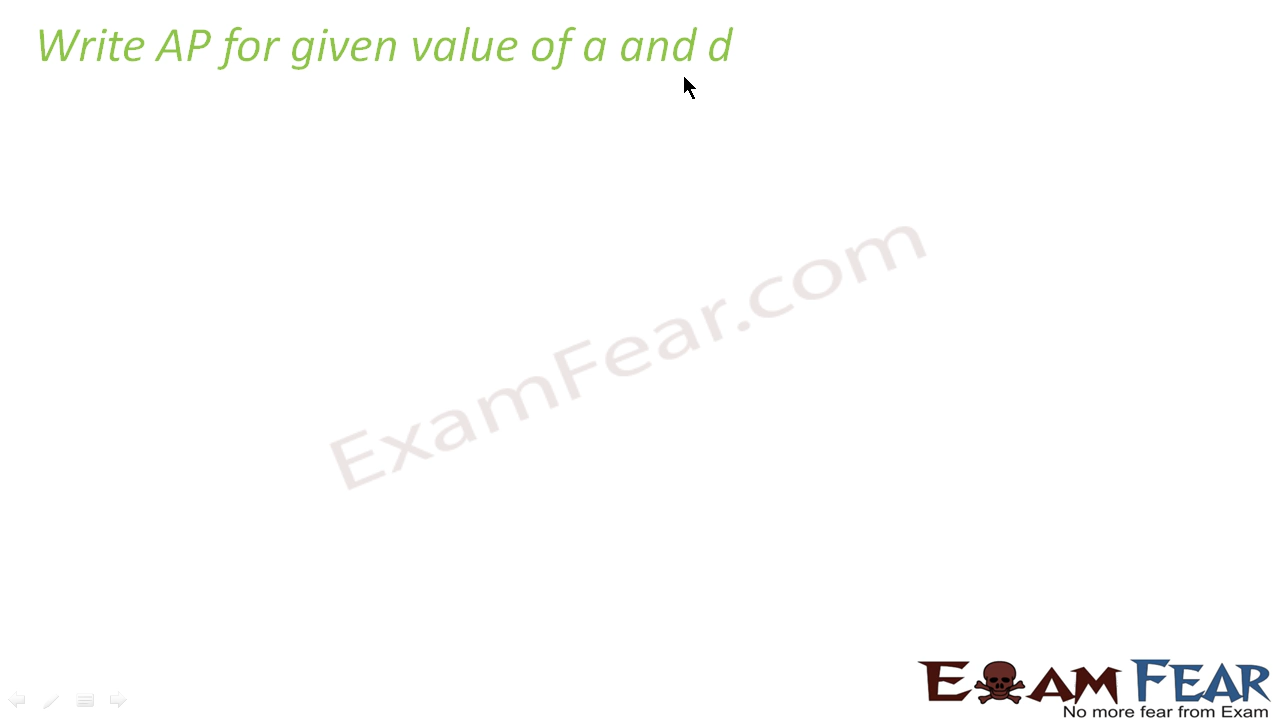 Write AP for given value of a and d
ExamFear.com
EXAM FEAR
No more fear from Exam